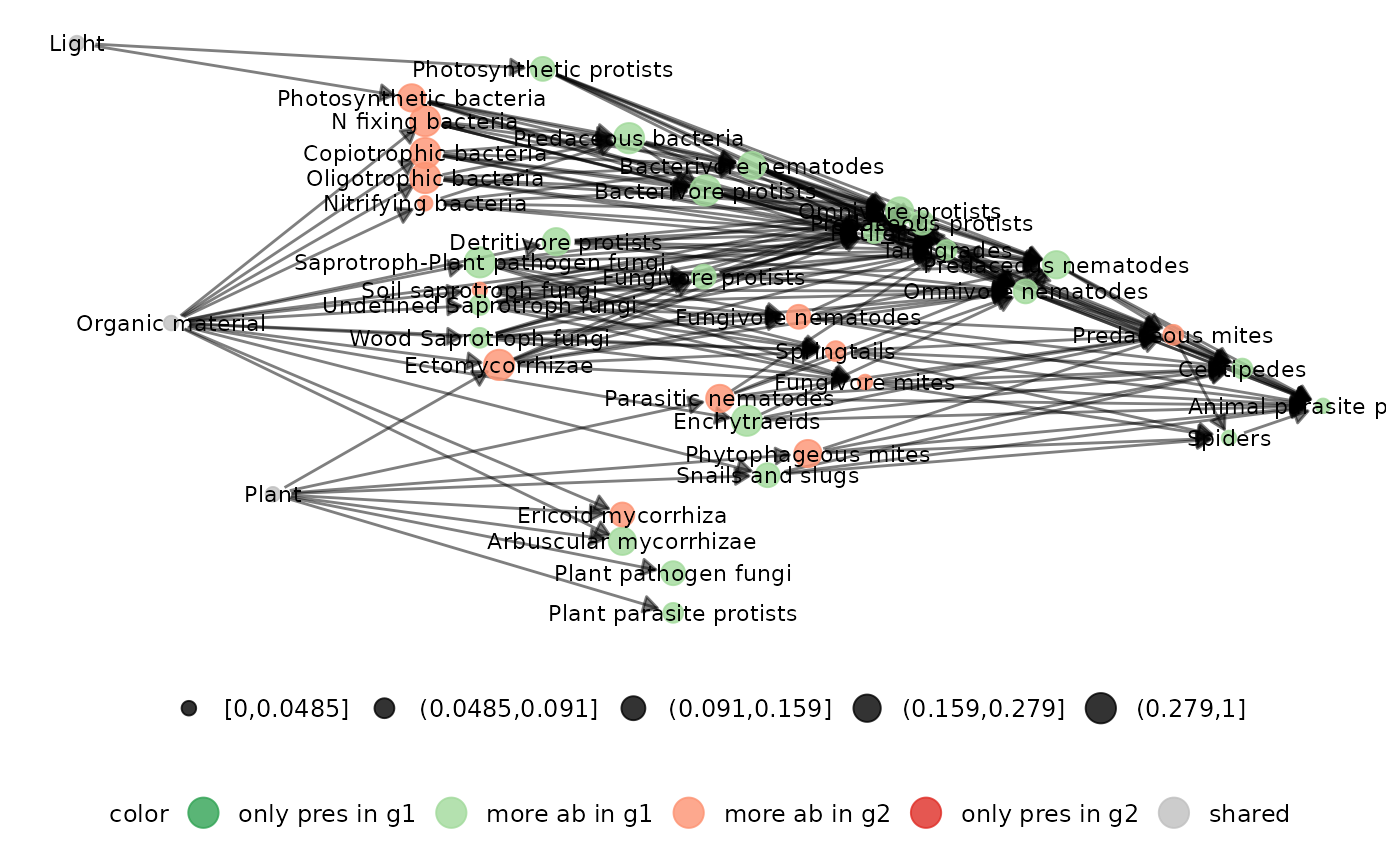 Light
Photosynthetic protists
Photosynthetic bacteria
N fixing bacteria
Predaceous bacteria
Copiotrophic bacteria
Bacterivore nematodes
Oligotrophic bacteria
Bacterivore protists
Nitrifying bacteria
Omnivore protists
protists
Detritivore protists
Tardigrades
Saprotroph-Plant pathogen fungi
Predaceous nematodes
Fungivore protists
Soil saprotroph fungi
Omnivore nematodes
Undefined Saprotroph fungi
Fungivore nematodes
Organic material
Predaceous mites
Wood Saprotroph fungi
Springtails
Ectomycorrhizae
Centipedes
Fungivore mites
Parasitic nematodes
Animal parasite p
Enchytraeids
Spiders
Phytophageous mites
Snails and slugs
Plant
Ericoid mycorrhiza
Arbuscular mycorrhizae
Plant pathogen fungi
Plant parasite protists
[0,0.0485] (0.0485,0.091] (0.091,0.159] (0.159,0.279] (0.279,1]
color only pres in g1 more ab in g1 more ab in g2 only pres in g2 shared